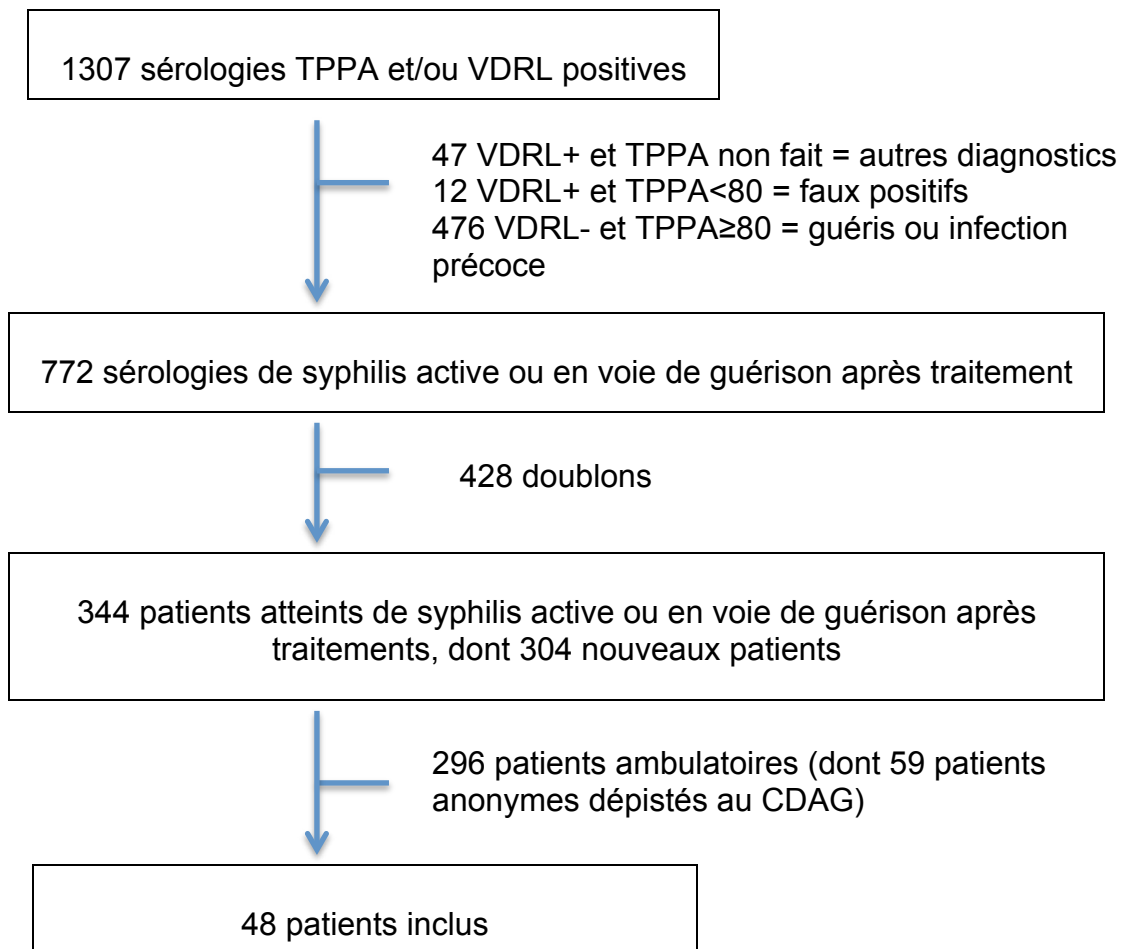 1307 sérologies TPPA et/ou VDRL positives
47 VDRL+ et TPPA non fait = autres diagnostics
12 VDRL+ et TPPA<80 = faux positifs
476 VDRL- et TPPA≥80 = guéris ou infection
précoce
772 sérologies de syphilis active ou en voie de guérison après traitement
428 doublons
344 patients atteints de syphilis active ou en voie de guérison après
traitements, dont 304 nouveaux patients
296 patients ambulatoires (dont 59 patients
anonymes dépistés au CDAG)
48 patients inclus